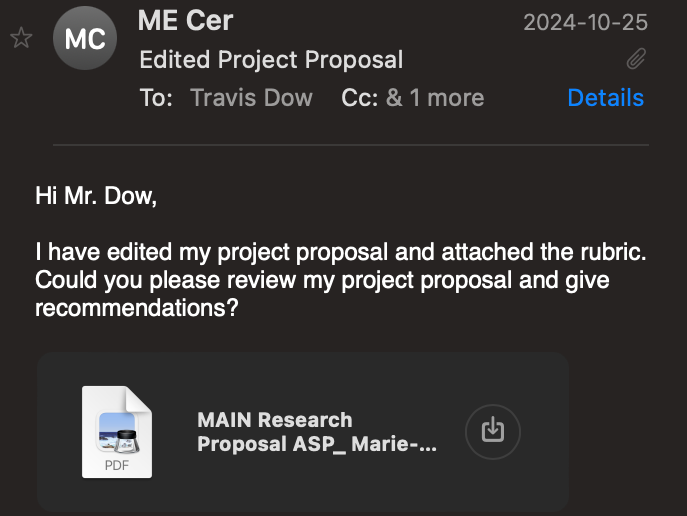 MC
ME Cer
2024-10-25
Edited Project Proposal
To: Travis Dow Cc: & 1 more
Details
Hi Mr. Dow,
I have edited my project proposal and attached the rubric.
Could you please review my project proposal and give
recommendations?
PDF
MAIN Research
Proposal ASP_ Marie-...